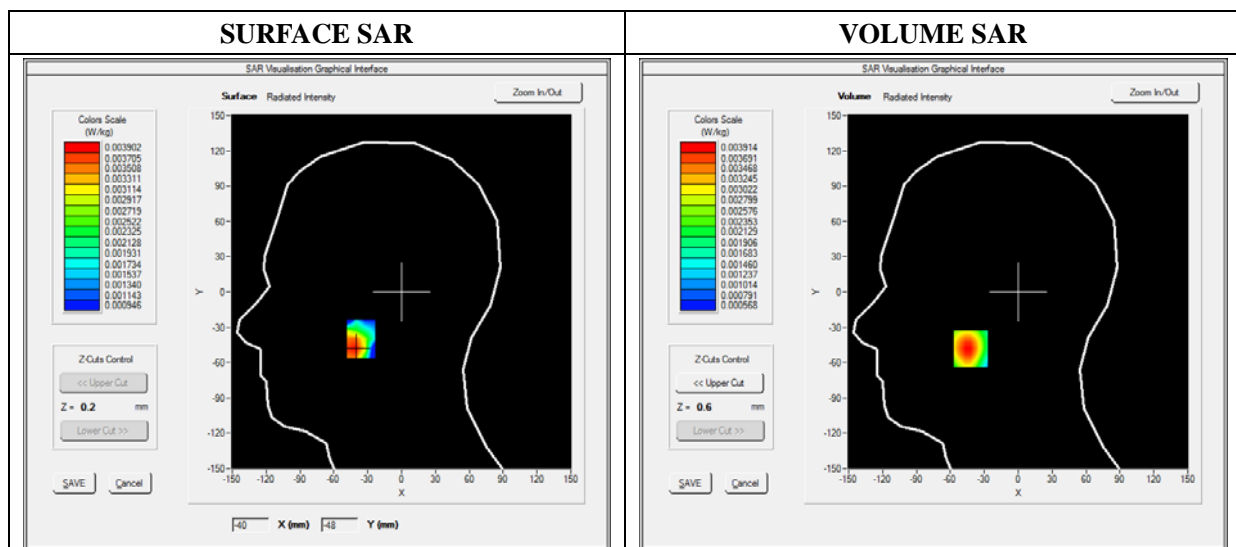 SURFACE SAR
SAR Visualisation Graphical Interface
Surface Radiated Intensity
Zoom In/Out
Colors Scale
(W/kg)
0.003902
0.003705
0.003508
0.003311
0.003114
0.002917
0.002719
0.002522
0.002325
0.002128
0.001931
0.001734
0.001537
0.001340
0.001143
0.000946
Z-Cuts Control
<< Upper Cut
Z = 0.2 mm
Lower Cut >>
SAVE Cancel
150
120
90
60
30
0
-30
-60
-90
-120
-150
Y
-150 -120 -90 -60 -30 0 30 60 90 120 150
X
-40 X (mm) -48 Y (mm)
VOLUME SAR
SAR Visualisation Graphical Interface
Volume Radiated Intensity
Zoom In/Out
Colors Scale
(W/kg)
0.003914
0.003691
0.003468
0.003245
0.003022
0.002799
0.002576
0.002353
0.002129
0.001906
0.001683
0.001460
0.001237
0.001014
0.000791
0.000568
Z-Cuts Control
<< Upper Cut
Z = 0.6 mm
Lower Cut >>
SAVE Cancel
150
120
90
60
30
0
-30
-60
-90
-120
-150
Y
-150 -120 -90 -60 -30 0 30 60 90 120 150
X